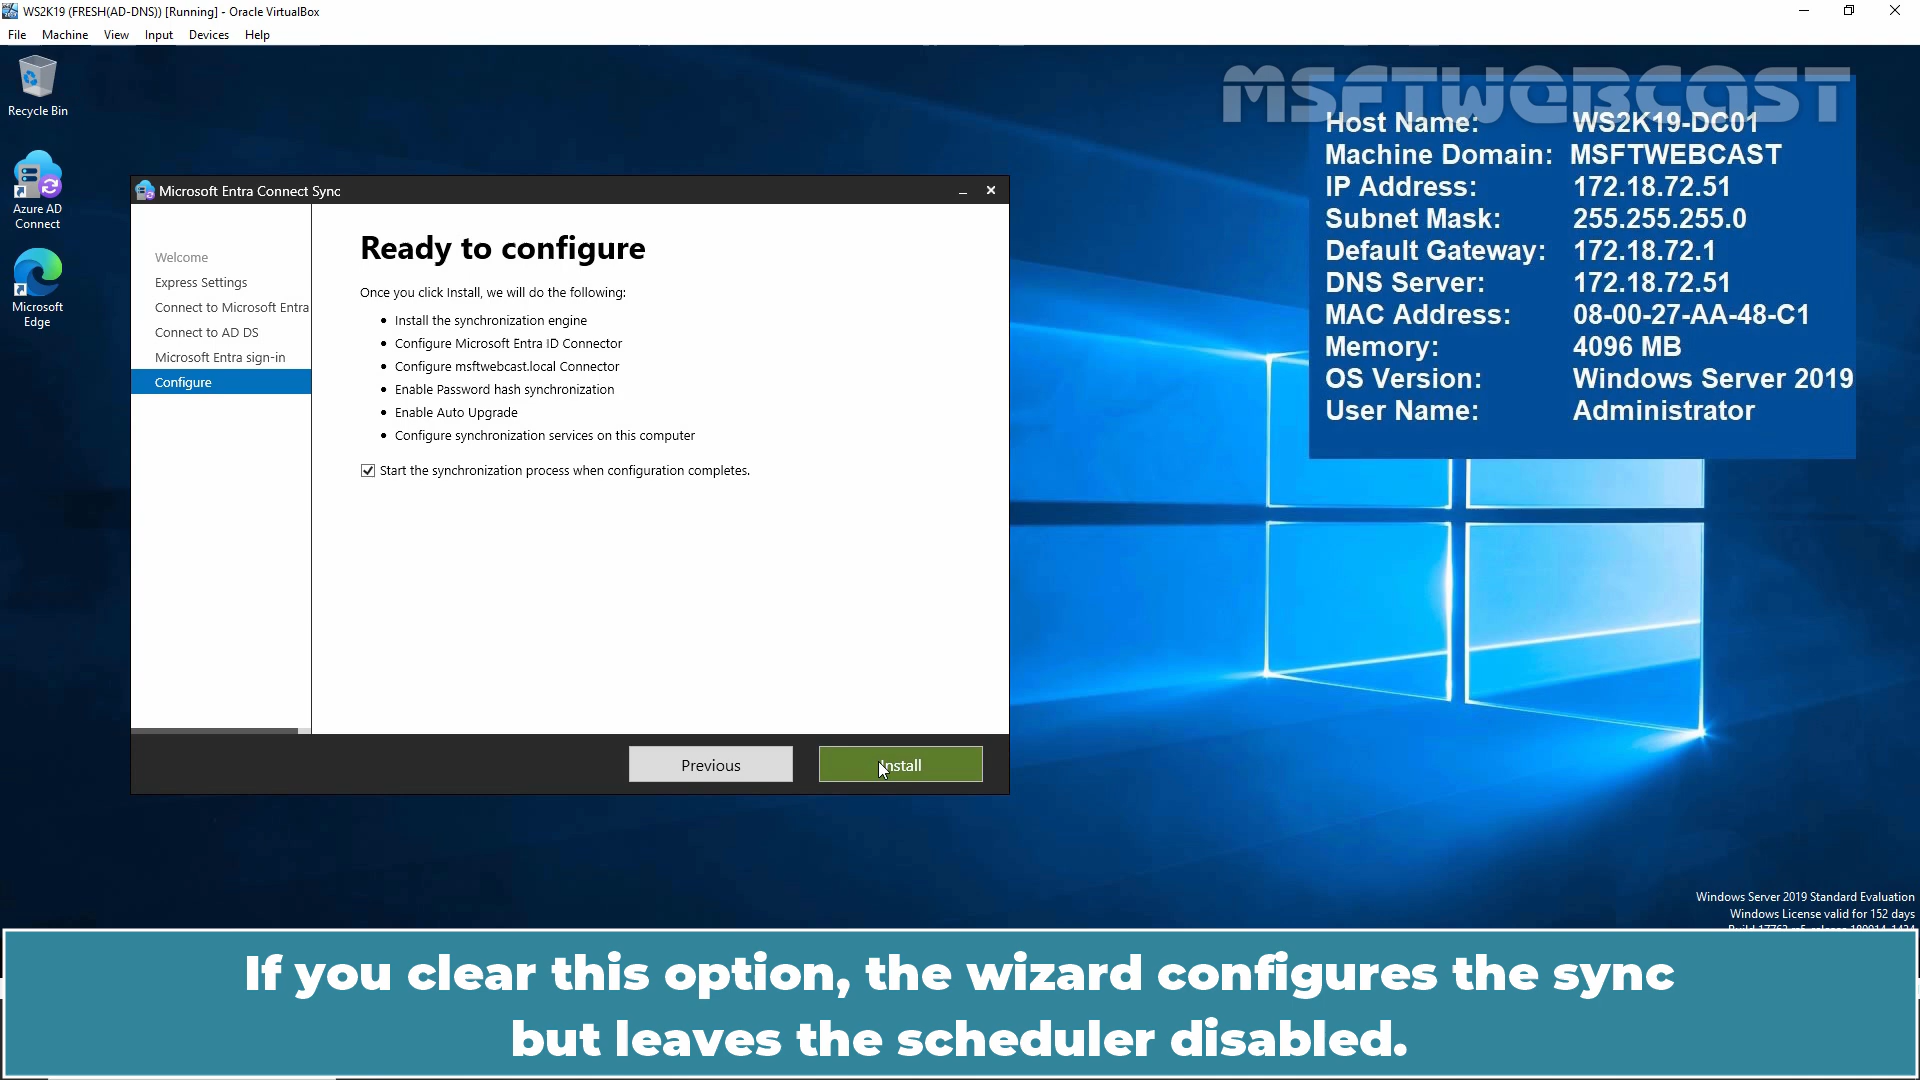 WS2K19 (FRESH(AD-DNS)) [Running] - Oracle VirtualBox
File Machine View Input Devices Help
Recycle Bin
Azure AD
Connect
Microsoft
Edge
MSFTWEBCAST
Host Name: WS2K19-DC01
Machine Domain: MSFTWEBCAST
IP Address: 172.18.72.51
Subnet Mask: 255.255.255.0
Default Gateway: 172.18.72.1
DNS Server: 172.18.72.51
MAC Address: 08-00-27-AA-48-C1
Memory: 4096 MB
OS Version: Windows Server 2019
User Name: Administrator
Microsoft Entra Connect Sync
Welcome
Express Settings
Connect to Microsoft Entra
Connect to AD DS
Microsoft Entra sign-in
Configure
Ready to configure
Once you click Install, we will do the following:
• Install the synchronization engine
• Configure Microsoft Entra ID Connector
• Configure msftwebcast.local Connector
• Enable Password hash synchronization
• Enable Auto Upgrade
• Configure synchronization services on this computer
Start the synchronization process when configuration completes.
Previous
Install
Windows Server 2019 Standard Evaluation
Windows License valid for 152 days
If you clear this option, the wizard configures the sync
but leaves the scheduler disabled.